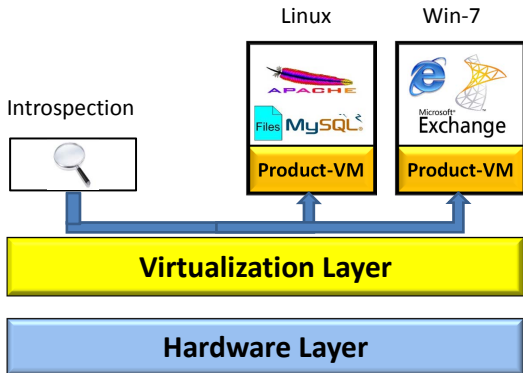 Linux
Win-7
APACHE
Files
MySQL®
Microsoft®
Exchange
Introspection
Product-VM
Product-VM
Virtualization Layer
Hardware Layer